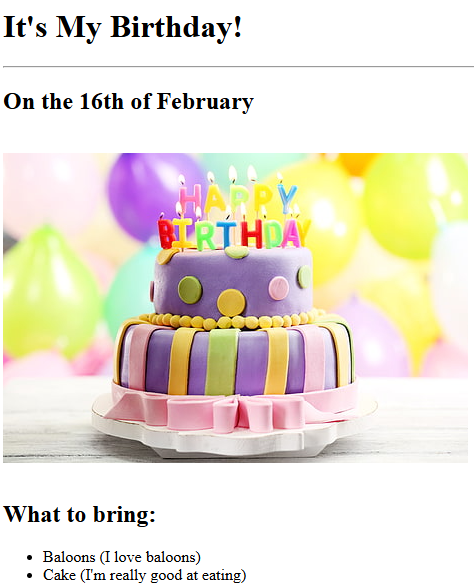 It's My Birthday!
On the 16th of February
HAPPY
BIRTHDAY
What to bring:
Baloons (I love baloons)
Cake (I'm really good at eating)